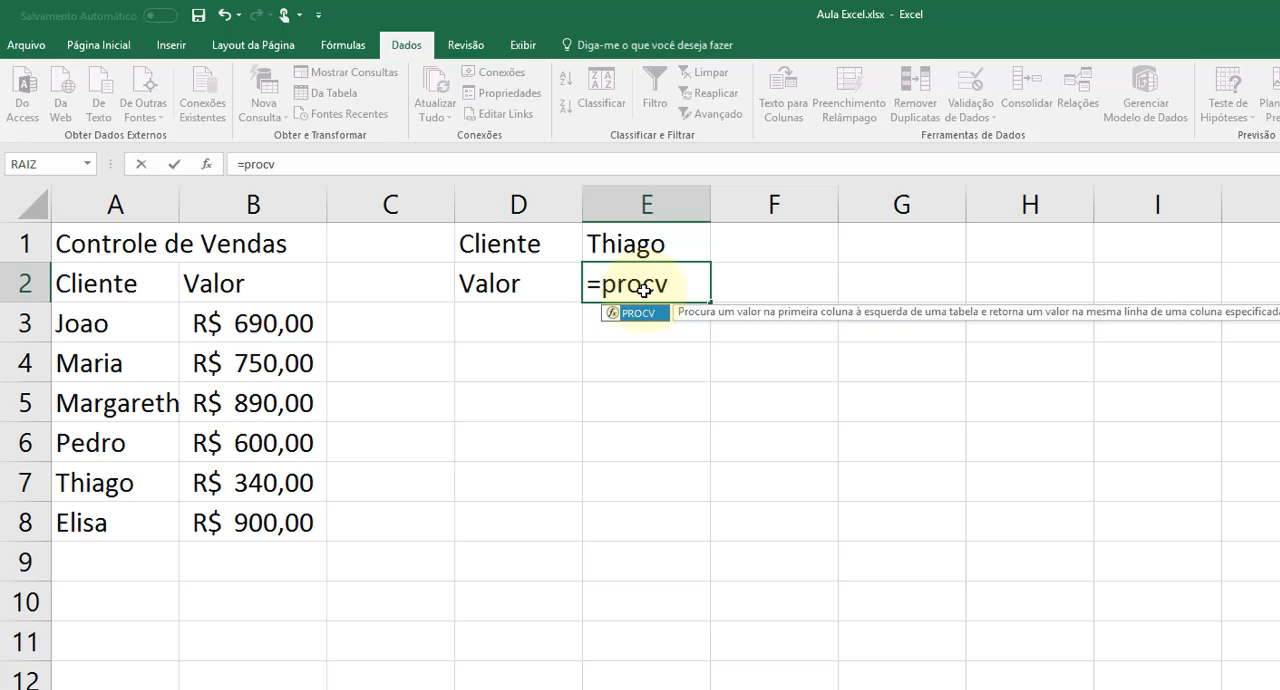 Salvamento Automático
Aula Excel.xlsx - Excel
Arquivo Página Inicial Inserir Layout da Página Fórmulas Dados Revisão Exibir Diga-me o que você deseja fazer
Do Access
Da Web
De Texto
De Outras Fontes
Conexões Existentes
Obter Dados Externos
Nova Consulta
Mostrar Consultas
Da Tabela
Fontes Recentes
Obter e Transformar
Atualizar Tudo
Conexões
Propriedades
Editar Links
Conexões
Classificar
Filtro
Limpar
Reaplicar
Avançado
Classificar e Filtrar
Texto para Colunas
Preenchimento Relâmpago
Remover Duplicatas
Validação de Dados
Consolidar
Relações
Gerenciar Modelo de Dados
Ferramentas de Dados
Teste de Hipóteses
Previsão
RAIZ fx =procv
A B C D E F G H I
1 Controle de Vendas Cliente Thiago
2 Cliente Valor Valor =procv
PROCV Procura um valor na primeira coluna à esquerda de uma tabela e retorna um valor na mesma linha de uma coluna especificada
3 Joao R$ 690,00
4 Maria R$ 750,00
5 Margareth R$ 890,00
6 Pedro R$ 600,00
7 Thiago R$ 340,00
8 Elisa R$ 900,00
9
10
11
12